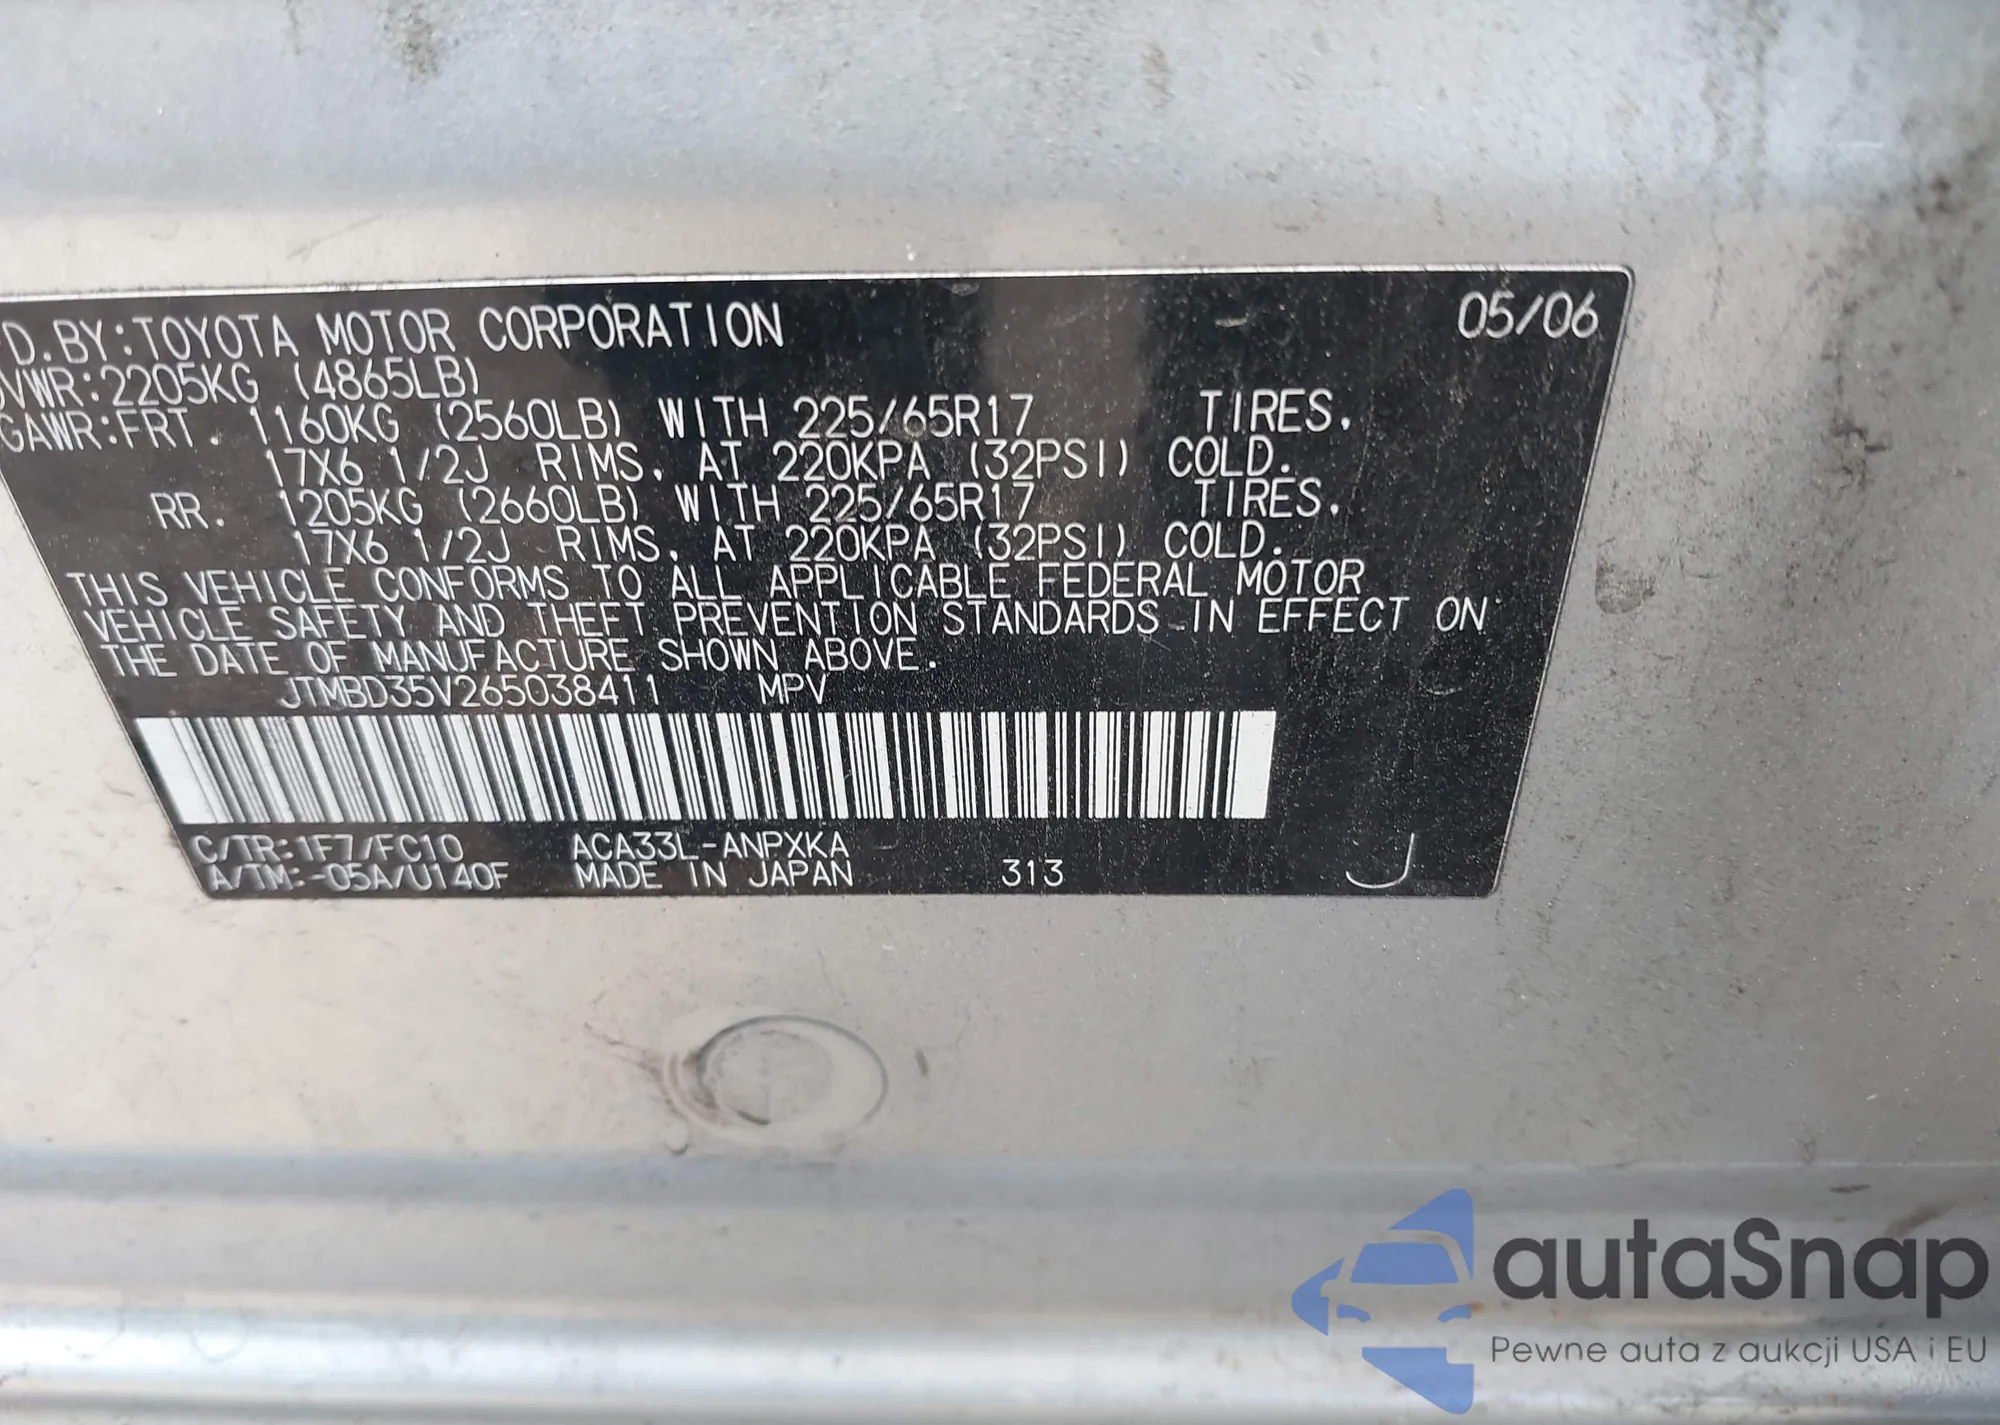 D. BY:TOYOTA MOTOR CORPORATION 05/06
VWR:2205KG (4865LB)
GAWR:FRT. 1160KG (2560LB) WITH 225/65R17 TIRES.
17X6 1/2J RIMS, AT 220KPA (32PSI) COLD.
RR. 1205KG (2660LB) WITH 225/65R17 TIRES,
17X6 1/2J RIMS, AT 220KPA (32PSI) COLD.
THIS VEHICLE CONFORMS TO ALL APPLICABLE FEDERAL MOTOR
VEHICLE SAFETY AND THEFT PREVENTION STANDARDS IN EFFECT ON
THE DATE OF MANUFACTURE SHOWN ABOVE.
JTMBD35V265038411 MPV
C/TR:1F7/FC10 ACA33L-ANPXKA
A/TM:-05A/U140F MADE IN JAPAN 313 J
autaSnap
Pewne auta z aukcji USA i EU